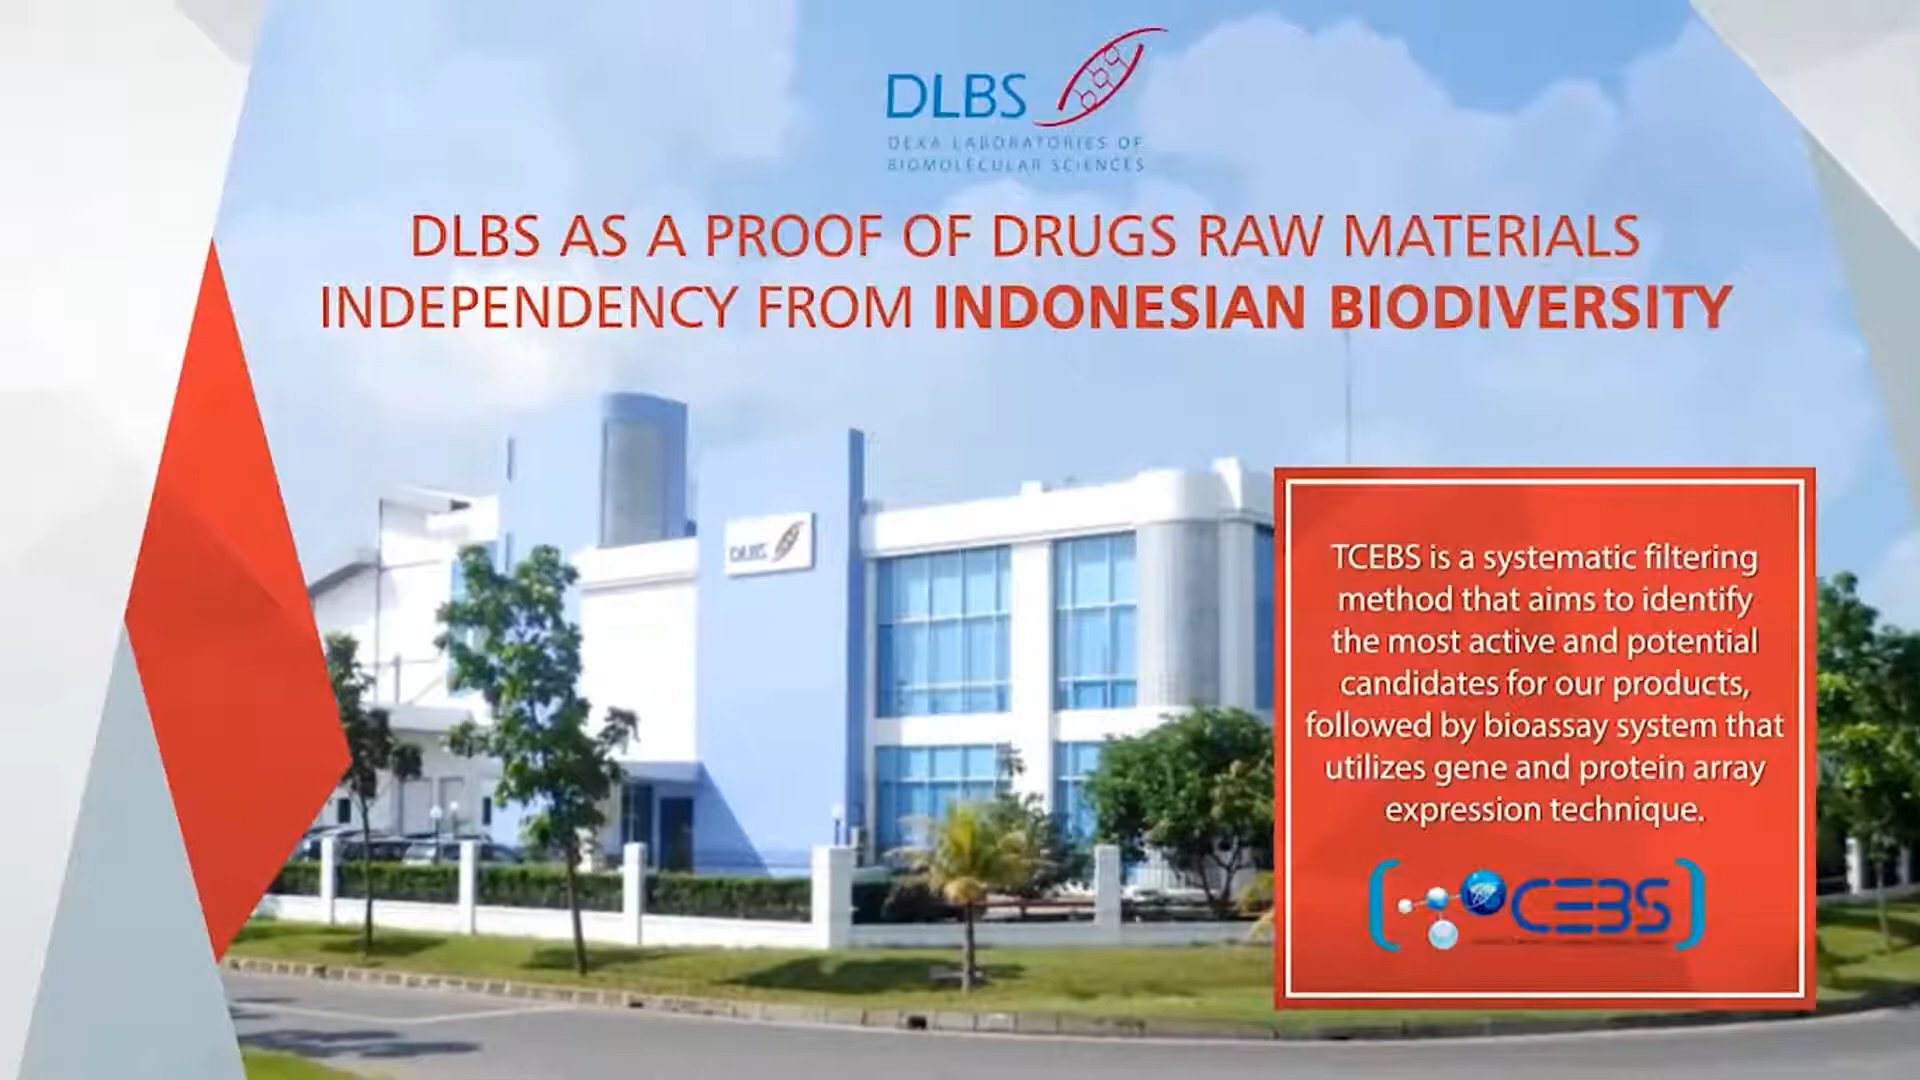 DLBS
DEXA LABORATORIES OF
BIOMOLECULAR SCIENCES
DLBS AS A PROOF OF DRUGS RAW MATERIALS
INDEPENDENCY FROM INDONESIAN BIODIVERSITY
DLBS
TCEBS is a systematic filtering
method that aims to identify
the most active and potential
candidates for our products,
followed by bioassay system that
utilizes gene and protein array
expression technique.
CEBS